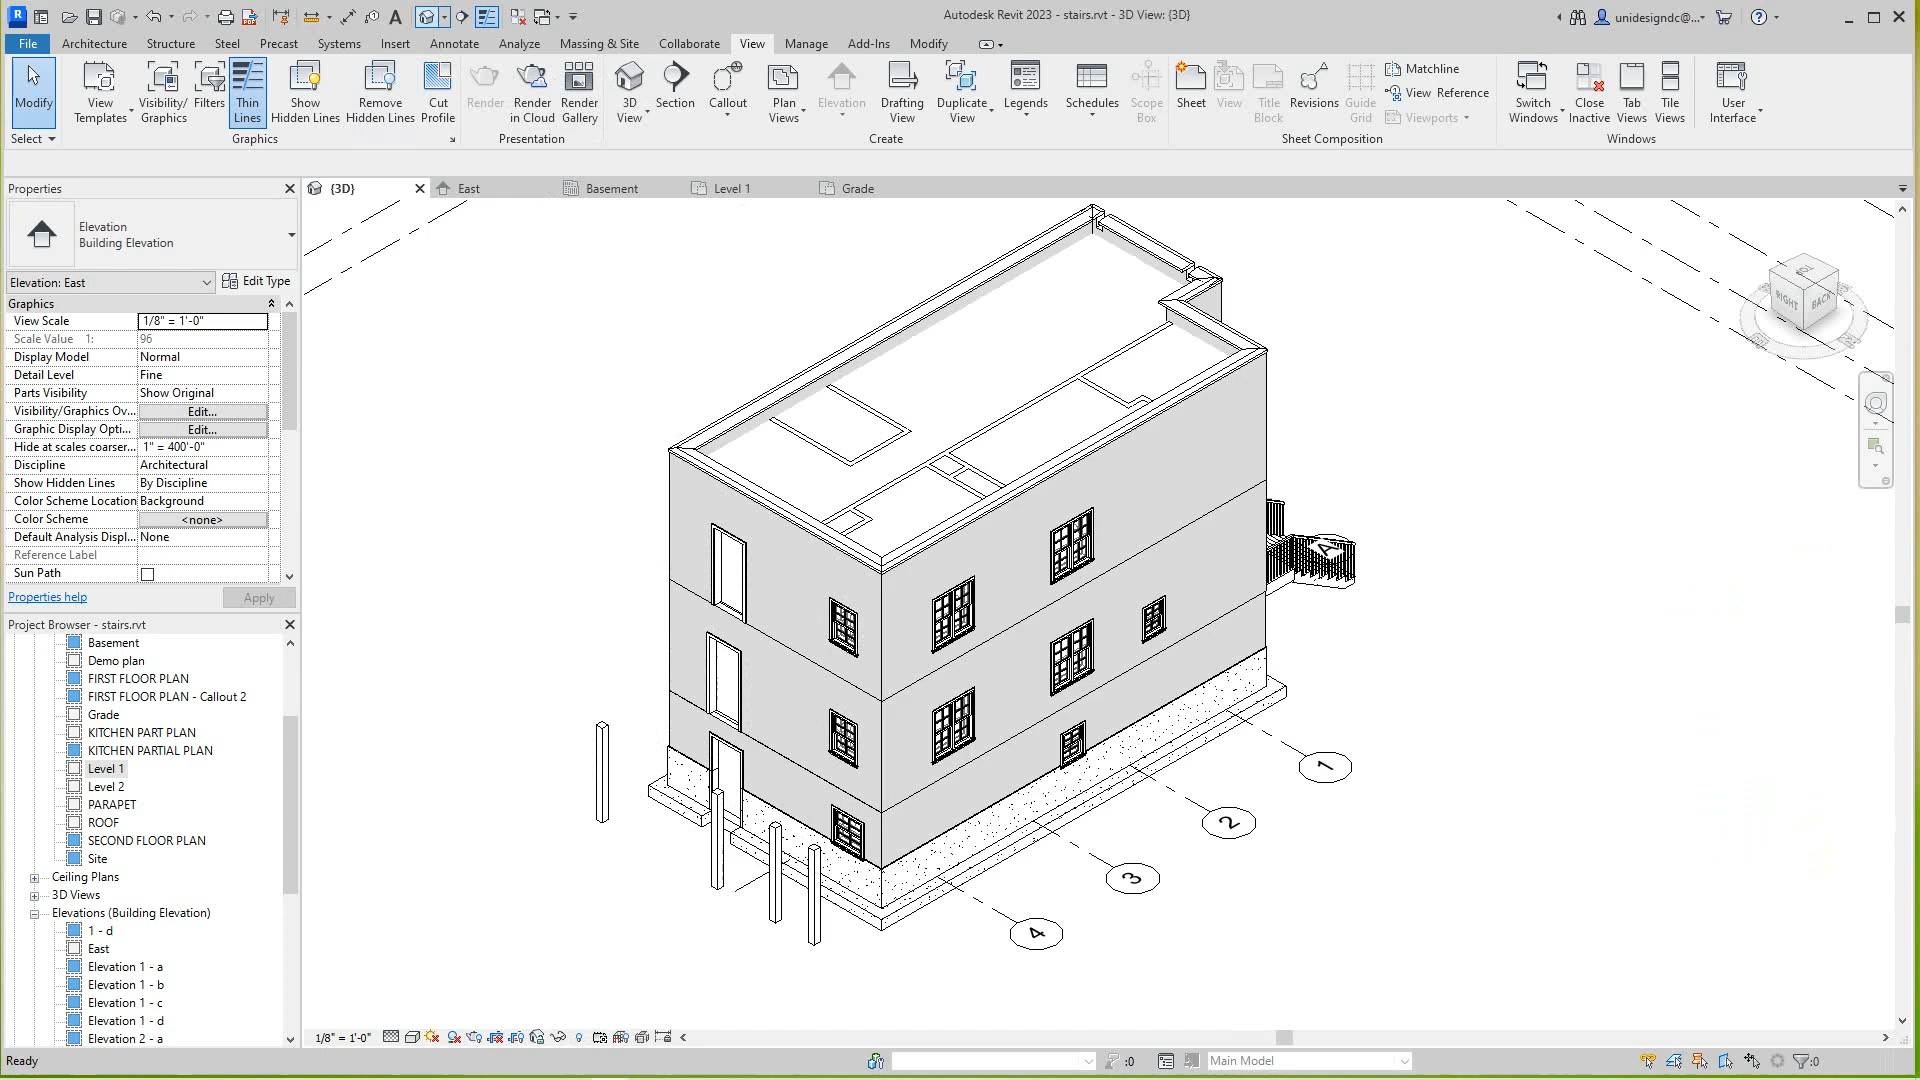 Autodesk Revit 2023 - stairs.rvt - 3D View: {3D}
unidesigndc@...
File Architecture Structure Steel Precast Systems Insert Annotate Analyze Massing & Site Collaborate View Manage Add-Ins Modify
Modify
View Templates
Visibility/ Graphics
Filters
Thin Lines
Show Hidden Lines
Remove Hidden Lines
Cut Profile
Render
Render in Cloud
Render Gallery
3D View
Section
Callout
Plan Views
Elevation
Drafting View
Duplicate View
Legends
Schedules
Scope Box
Sheet
View
Title Block
Revisions
Guide Grid
Matchline
View Reference
Viewports
Switch Windows
Close Inactive
Tab Views
Tile Views
User Interface
Select Graphics Presentation Create Sheet Composition Windows
Properties
{3D} East Basement Level 1 Grade
Elevation
Building Elevation
Elevation: East Edit Type
Graphics
View Scale 1/8" = 1'-0"
Scale Value 1: 96
Display Model Normal
Detail Level Fine
Parts Visibility Show Original
Visibility/Graphics Ov... Edit...
Graphic Display Opti... Edit...
Hide at scales coarser... 1" = 400'-0"
Discipline Architectural
Show Hidden Lines By Discipline
Color Scheme Location Background
Color Scheme <none>
Default Analysis Displ... None
Reference Label
Sun Path
Properties help Apply
Project Browser - stairs.rvt
Basement
Demo plan
FIRST FLOOR PLAN
FIRST FLOOR PLAN - Callout 2
Grade
KITCHEN PART PLAN
KITCHEN PARTIAL PLAN
Level 1
Level 2
PARAPET
ROOF
SECOND FLOOR PLAN
Site
Ceiling Plans
3D Views
Elevations (Building Elevation)
1 - d
East
Elevation 1 - a
Elevation 1 - b
Elevation 1 - c
Elevation 1 - d
Elevation 2 - a
TOP
RIGHT
BACK
A
1
2
3
4
1/8" = 1'-0"
Ready
:0
Main Model
:0